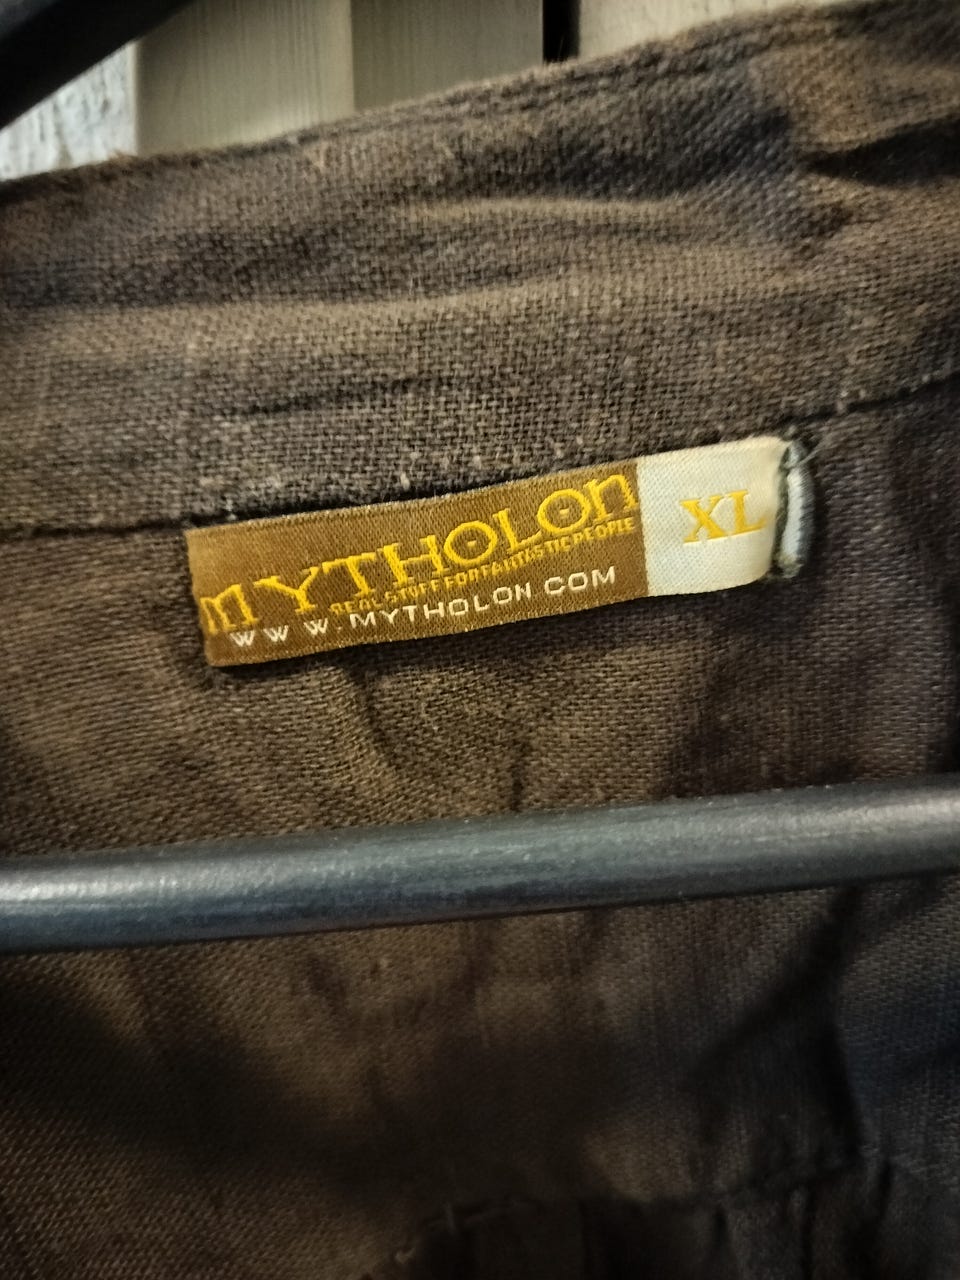 MYTHOLON
REAL STUFF FOR FANTASTIC PEOPLE
WWW.MYTHOLON COM
XL